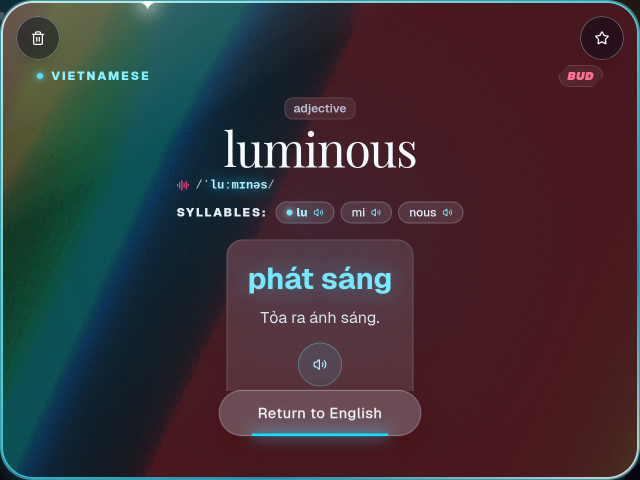 VIETNAMESE
BUD
adjective
luminous
/ˈluːmɪnəs/
SYLLABLES: lu mi nous
phát sáng
Tỏa ra ánh sáng.
Return to English